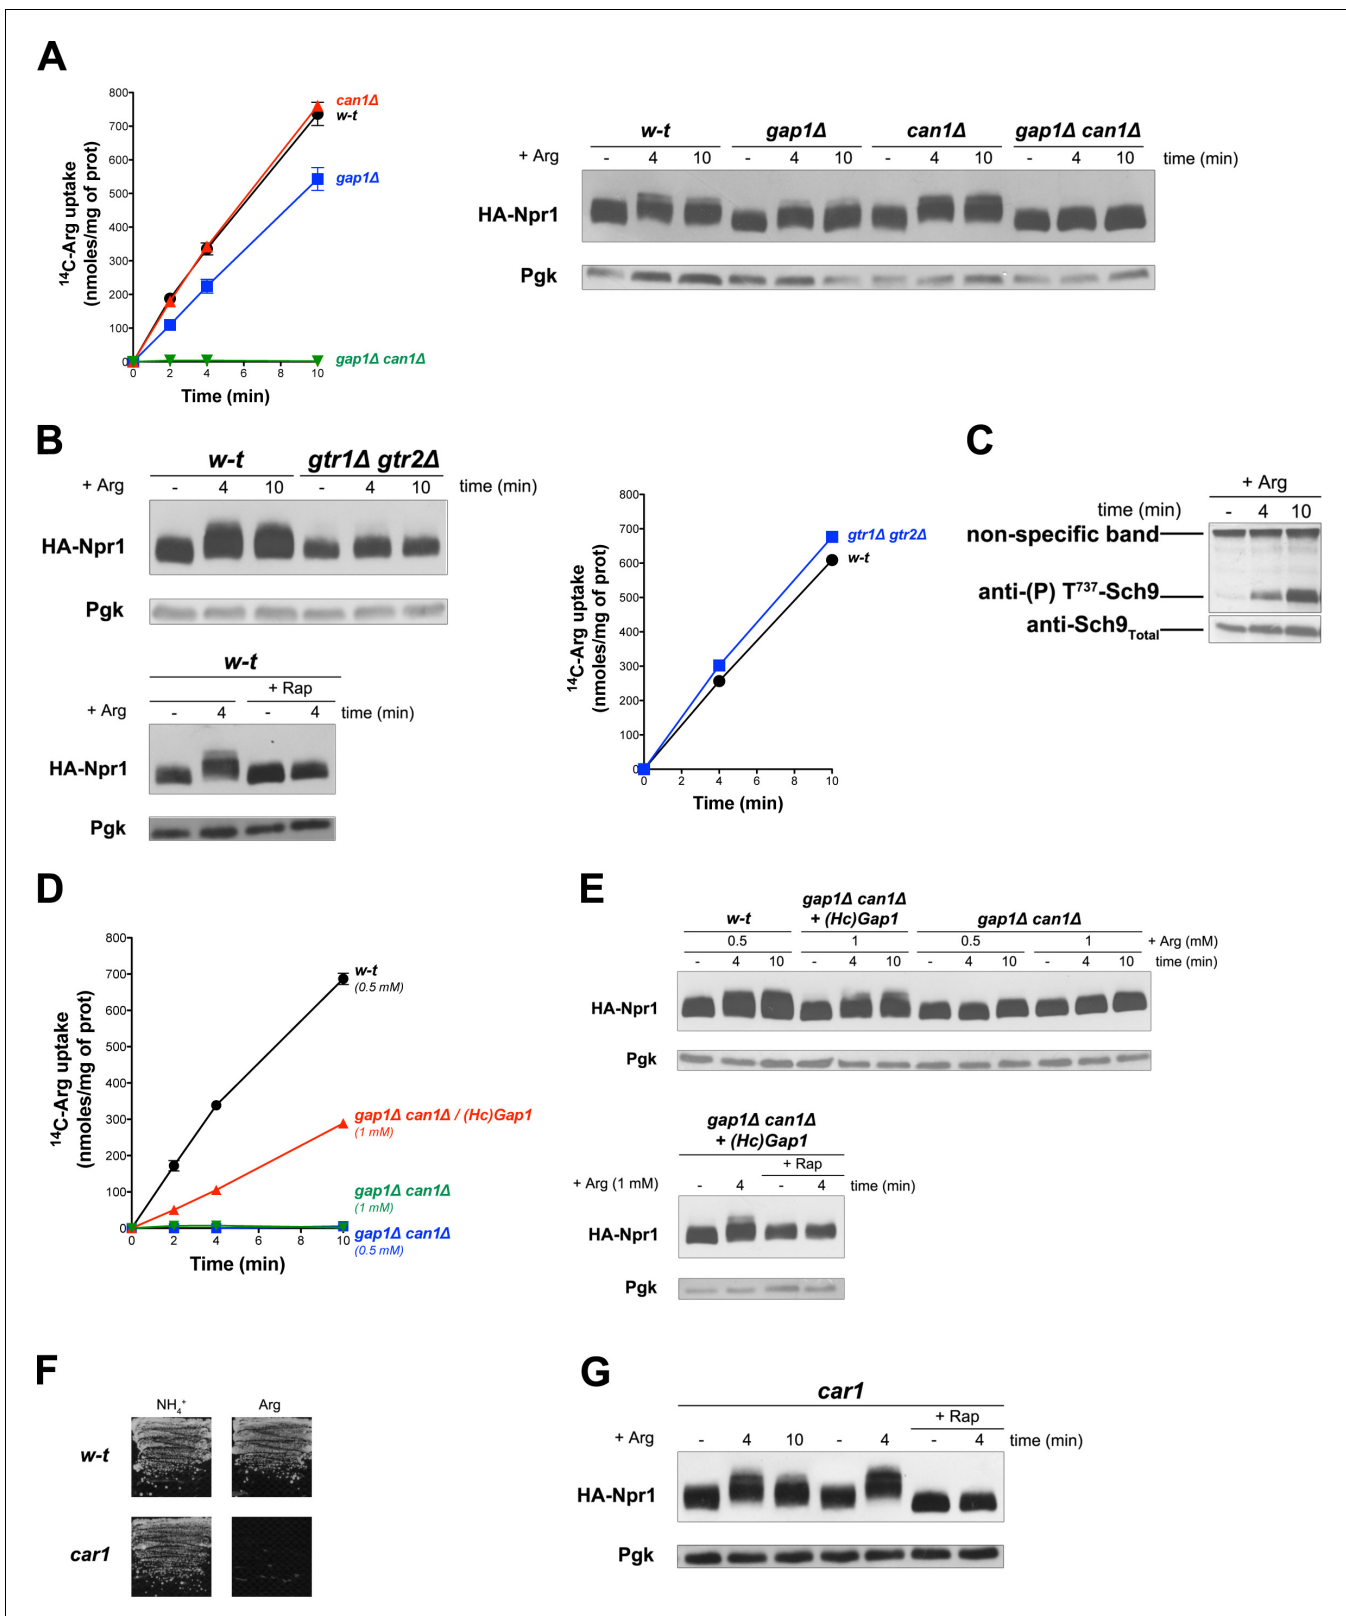 A
800
700
600
500
400
300
200
100
0
0 2 4 6 8 10
Time (min)
¹⁴C-Arg uptake
(nmoles/mg of prot)
can1Δ
w-t
gap1Δ
gap1Δ can1Δ
w-t gap1Δ can1Δ gap1Δ can1Δ
+ Arg - 4 10 - 4 10 - 4 10 - 4 10 time (min)
HA-Npr1
Pgk
B
w-t gtr1Δ gtr2Δ
+ Arg - 4 10 - 4 10 time (min)
HA-Npr1
Pgk
w-t
+ Rap
+ Arg - 4 - 4 time (min)
HA-Npr1
Pgk
800
700
600
500
400
300
200
100
0
0 2 4 6 8 10
Time (min)
¹⁴C-Arg uptake
(nmoles/mg of prot)
gtr1Δ gtr2Δ
w-t
C
+ Arg
time (min) - 4 10
non-specific band
anti-(P) T⁷³⁷-Sch9
anti-Sch9Total
D
800
700
600
500
400
300
200
100
0
0 2 4 6 8 10
Time (min)
¹⁴C-Arg uptake
(nmoles/mg of prot)
w-t
(0.5 mM)
gap1Δ can1Δ / (Hc)Gap1
(1 mM)
gap1Δ can1Δ
(1 mM)
gap1Δ can1Δ
(0.5 mM)
E
gap1Δ can1Δ
w-t + (Hc)Gap1 gap1Δ can1Δ
0.5 1 0.5 1 + Arg (mM)
- 4 10 - 4 10 - 4 10 - 4 10 time (min)
HA-Npr1
Pgk
gap1Δ can1Δ
+ (Hc)Gap1
+ Rap
+ Arg (1 mM) - 4 - 4 time (min)
HA-Npr1
Pgk
F
NH₄⁺ Arg
w-t
car1
G
car1
+ Rap
+ Arg - 4 10 - 4 - 4 time (min)
HA-Npr1
Pgk